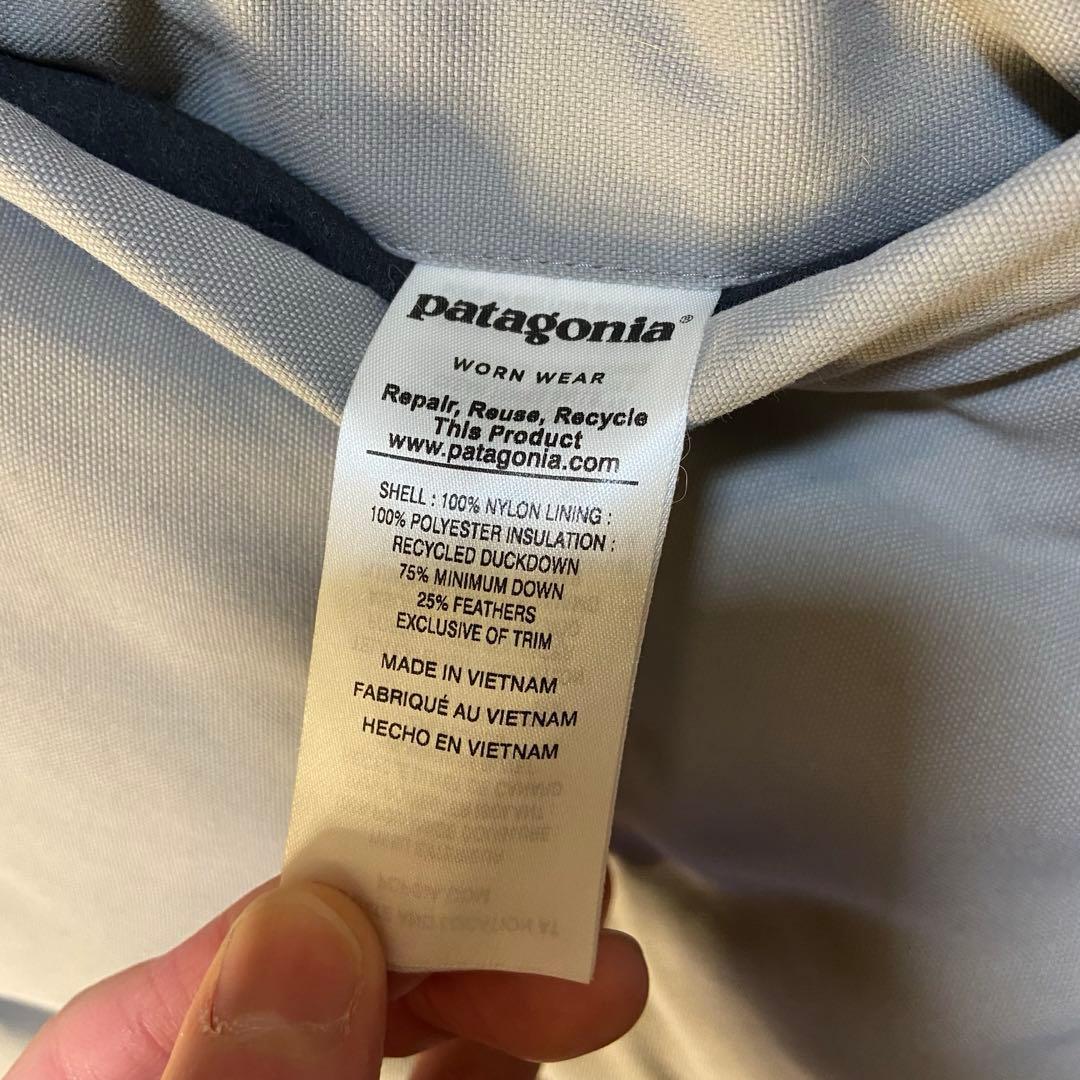 patagonia®
WORN WEAR
Repair, Reuse, Recycle
This Product
www.patagonia.com
SHELL : 100% NYLON LINING :
100% POLYESTER INSULATION :
RECYCLED DUCKDOWN
75% MINIMUM DOWN
25% FEATHERS
EXCLUSIVE OF TRIM
MADE IN VIETNAM
FABRIQUÉ AU VIETNAM
HECHO EN VIETNAM